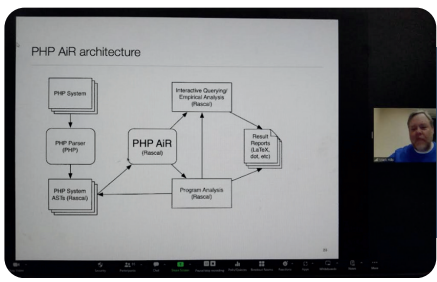 PHP AiR architecture
PHP System
PHP Parser
(PHP)
PHP System
ASTs (Rascal)
PHP AiR
(Rascal)
Interactive Querying/
Empirical Analysis
(Rascal)
Program Analysis
(Rascal)
Result
Reports
(LaTeX,
dot, etc)